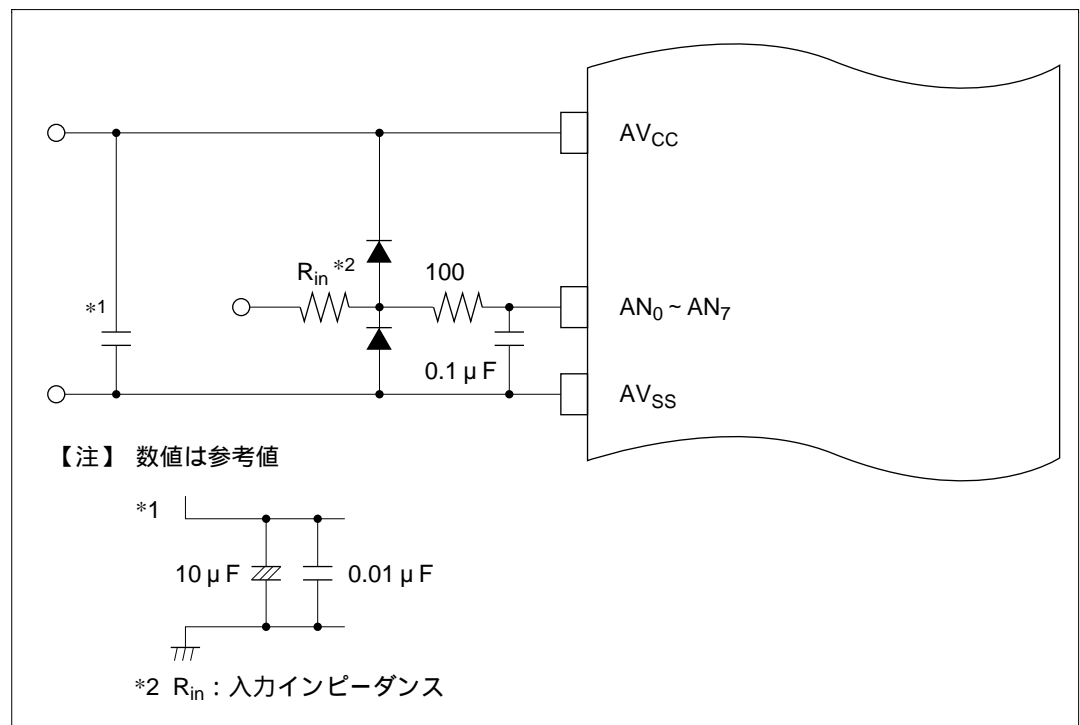 AVCC
Rin *2
100
*1
AN0 ~ AN7
0.1 µ F
AVSS
【注】 数値は参考値
*1
10 µ F
0.01 µ F
*2 Rin：入力インピーダンス